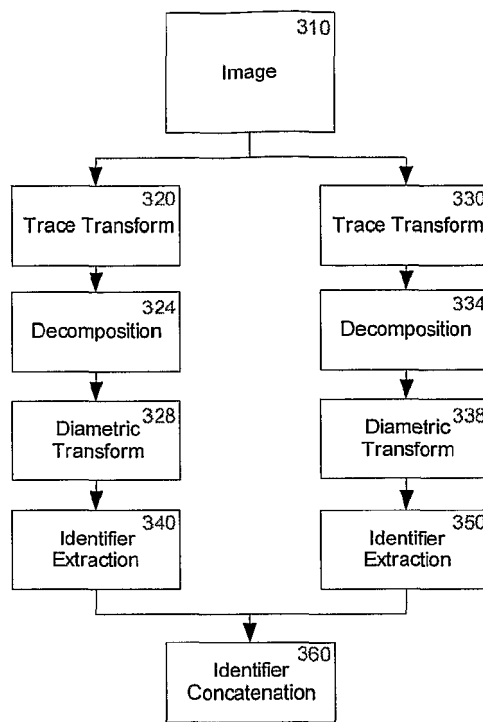 310
Image
320
Trace Transform
330
Trace Transform
324
Decomposition
334
Decomposition
328
Diametric
Transform
338
Diametric
Transform
340
Identifier
Extraction
350
Identifier
Extraction
360
Identifier
Concatenation